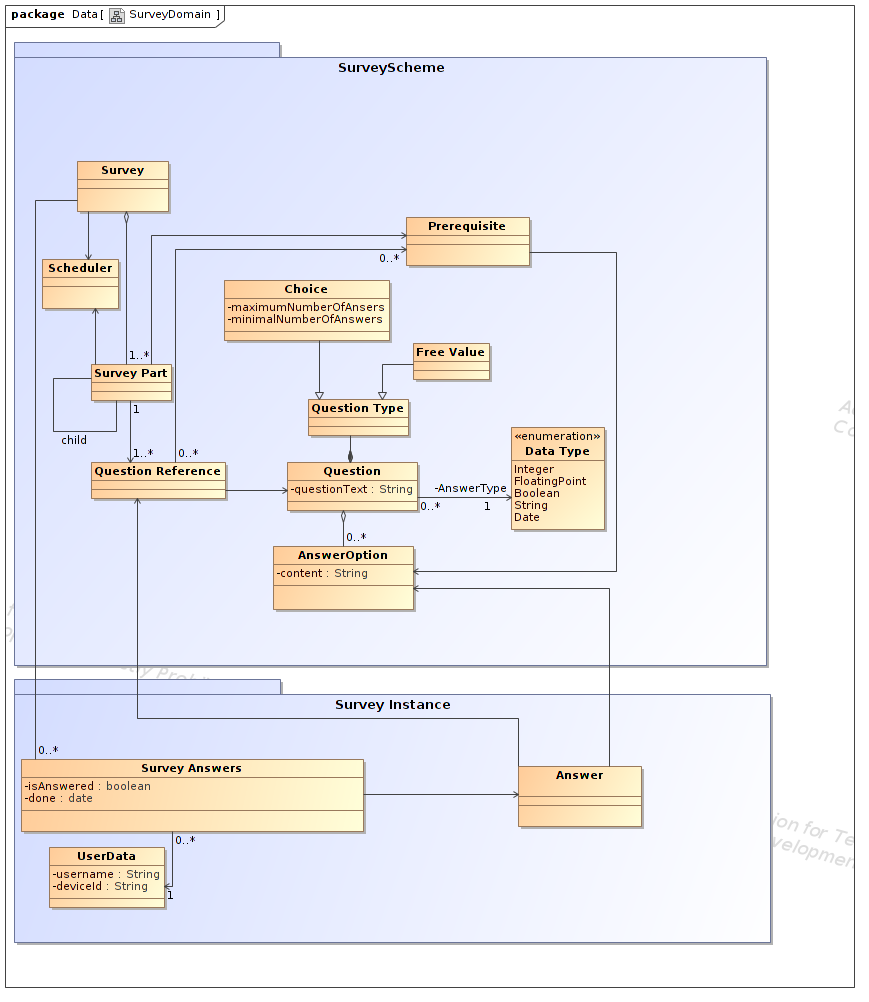 package Data[ SurveyDomain ]
SurveyScheme
Survey
Prerequisite
0..*
Scheduler
Choice
-maximumNumberOfAnsers
-minimalNumberOfAnswers
Free Value
1..*
Survey Part
1
child
Question Type
«enumeration»
Data Type
Integer
FloatingPoint
Boolean
String
Date
1..*
0..*
Question Reference
Question
-questionText : String
-AnswerType
0..*
1
0..*
AnswerOption
-content : String
Survey Instance
0..*
Survey Answers
-isAnswered : boolean
-done : date
Answer
0..*
UserData
-username : String
-deviceId : String
1
ion for Te